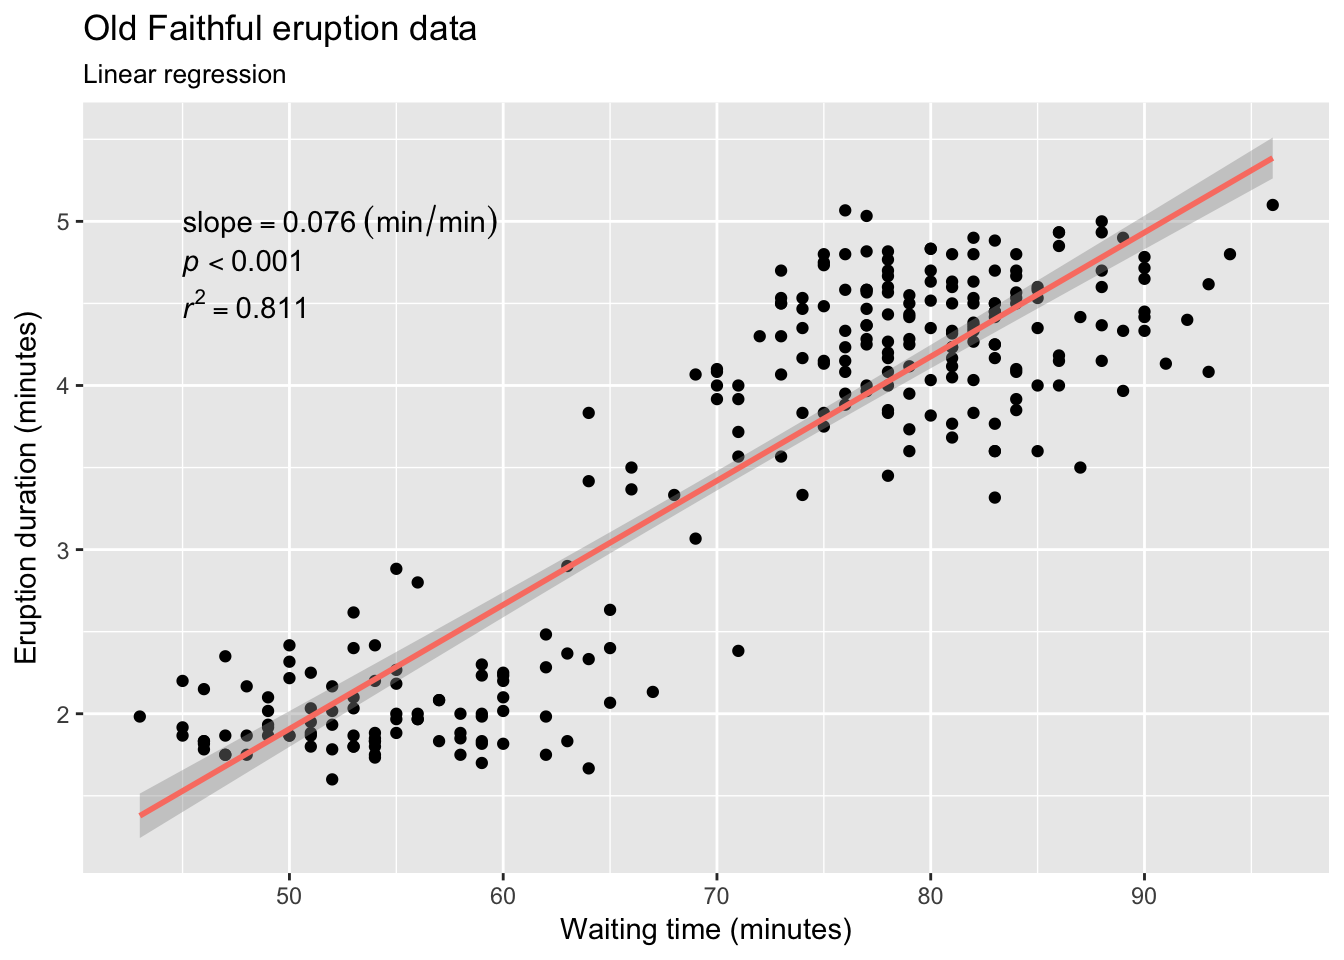 Old Faithful eruption data
Linear regression
Eruption duration (minutes)
5
4
3
2
slope = 0.076 (min/min)
p < 0.001
r² = 0.811
50 60 70 80 90
Waiting time (minutes)